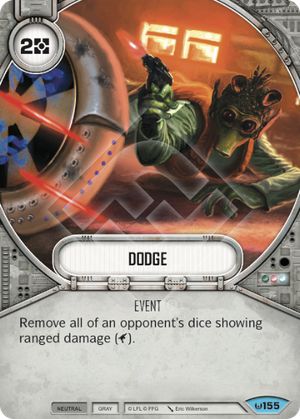 2
DODGE
EVENT
Remove all of an opponent's dice showing
ranged damage ( ).
NEUTRAL GRAY © LFL © FFG Eric Wilkerson 155